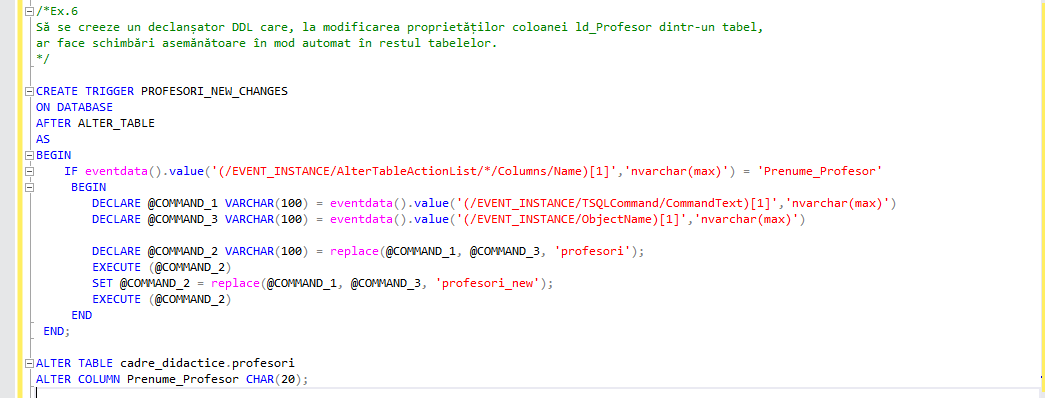 /*Ex.6
Să se creeze un declanșator DDL care, la modificarea proprietăților coloanei ld_Profesor dintr-un tabel,
ar face schimbări asemănătoare în mod automat în restul tabelelor.
*/
CREATE TRIGGER PROFESORI_NEW_CHANGES
ON DATABASE
AFTER ALTER_TABLE
AS
BEGIN
IF eventdata().value('(/EVENT_INSTANCE/AlterTableActionList/*/Columns/Name)[1]','nvarchar(max)') = 'Prenume_Profesor'
BEGIN
DECLARE @COMMAND_1 VARCHAR(100) = eventdata().value('(/EVENT_INSTANCE/TSQLCommand/CommandText)[1]','nvarchar(max)')
DECLARE @COMMAND_3 VARCHAR(100) = eventdata().value('(/EVENT_INSTANCE/ObjectName)[1]','nvarchar(max)')
DECLARE @COMMAND_2 VARCHAR(100) = replace(@COMMAND_1, @COMMAND_3, 'profesori');
EXECUTE (@COMMAND_2)
SET @COMMAND_2 = replace(@COMMAND_1, @COMMAND_3, 'profesori_new');
EXECUTE (@COMMAND_2)
END
END;
ALTER TABLE cadre_didactice.profesori
ALTER COLUMN Prenume_Profesor CHAR(20);